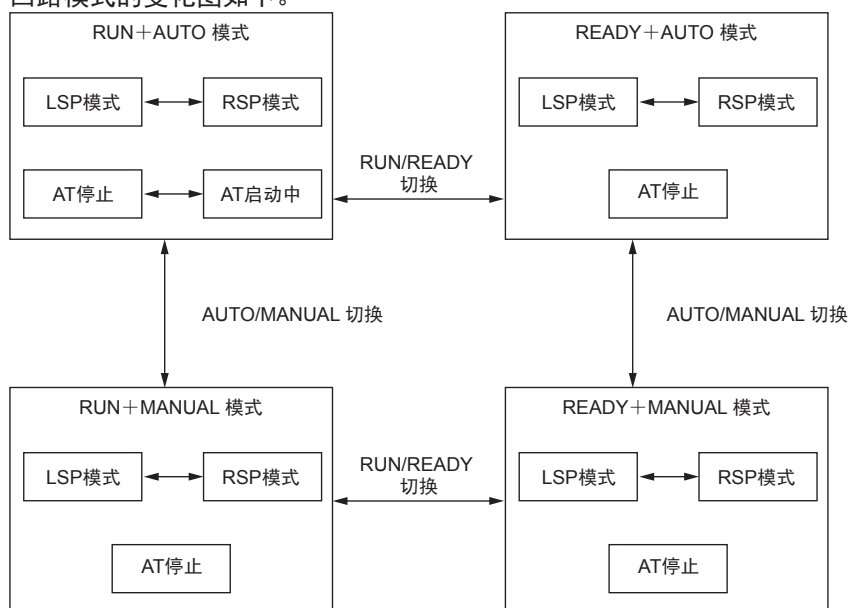 回路模式的变化图如下。
RUN＋AUTO 模式
READY＋AUTO 模式
LSP模式
RSP模式
LSP模式
RSP模式
RUN/READY
切换
AT停止
AT启动中
AT停止
AUTO/MANUAL 切换
AUTO/MANUAL 切换
RUN＋MANUAL 模式
READY＋MANUAL 模式
LSP模式
RSP模式
RUN/READY
切换
LSP模式
RSP模式
AT停止
AT停止